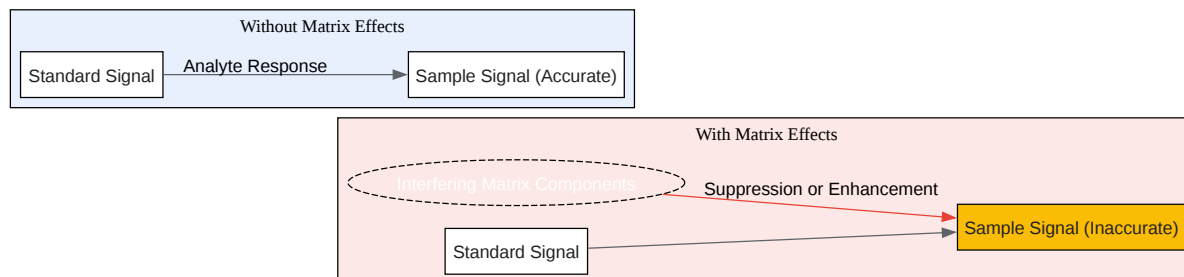 Without Matrix Effects
Standard Signal
Analyte Response
Sample Signal (Accurate)
With Matrix Effects
Interfering Matrix Components
Suppression or Enhancement
Sample Signal (Inaccurate)
Standard Signal